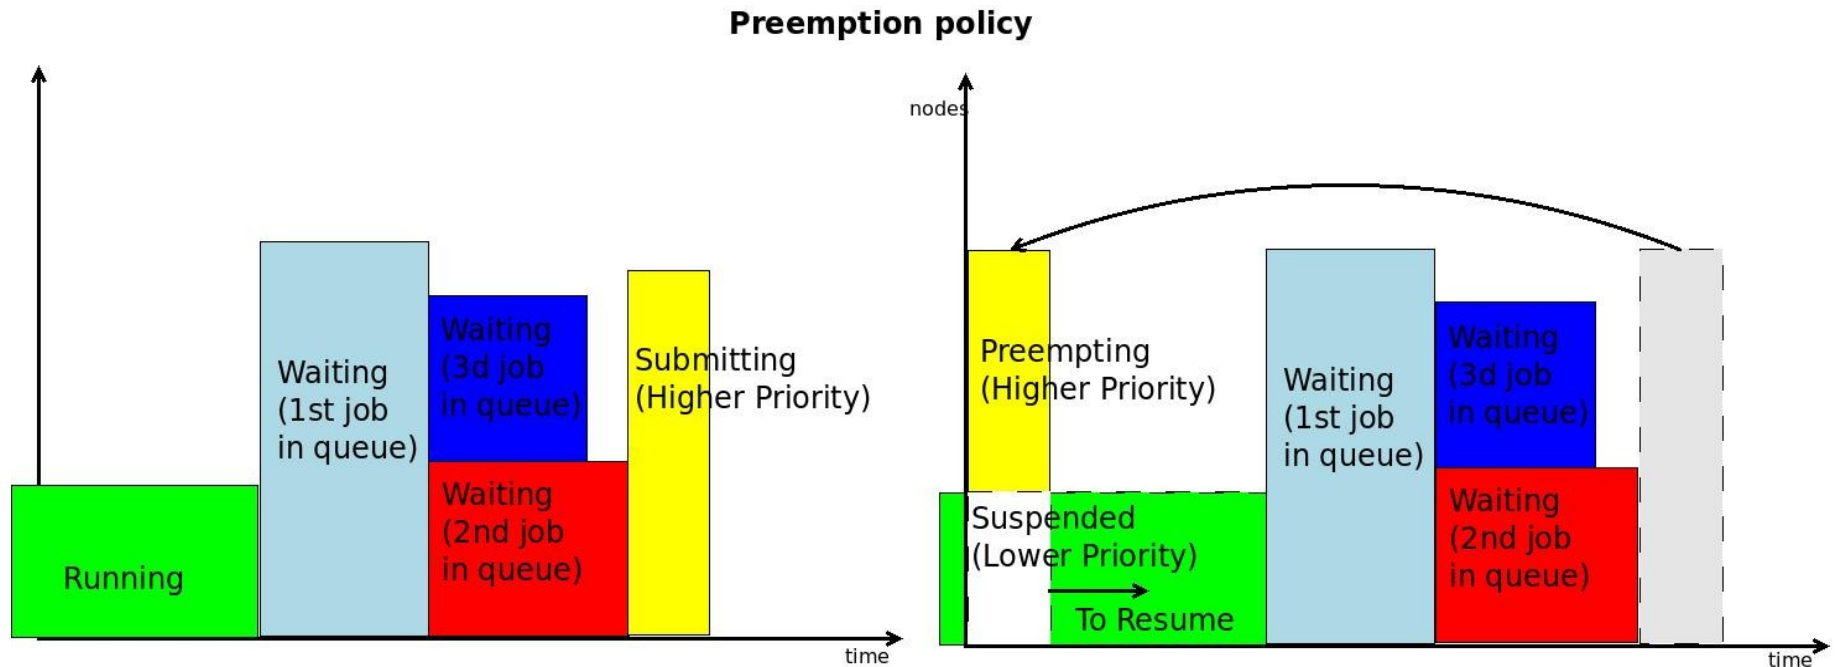 Preemption policy
Waiting
(1st job
in queue)
Waiting
(3d job
in queue)
Waiting
(2nd job
in queue)
Submitting
(Higher Priority)
Running
time
nodes
Preempting
(Higher Priority)
Suspended
(Lower Priority)
To Resume
Waiting
(1st job
in queue)
Waiting
(3d job
in queue)
Waiting
(2nd job
in queue)
time